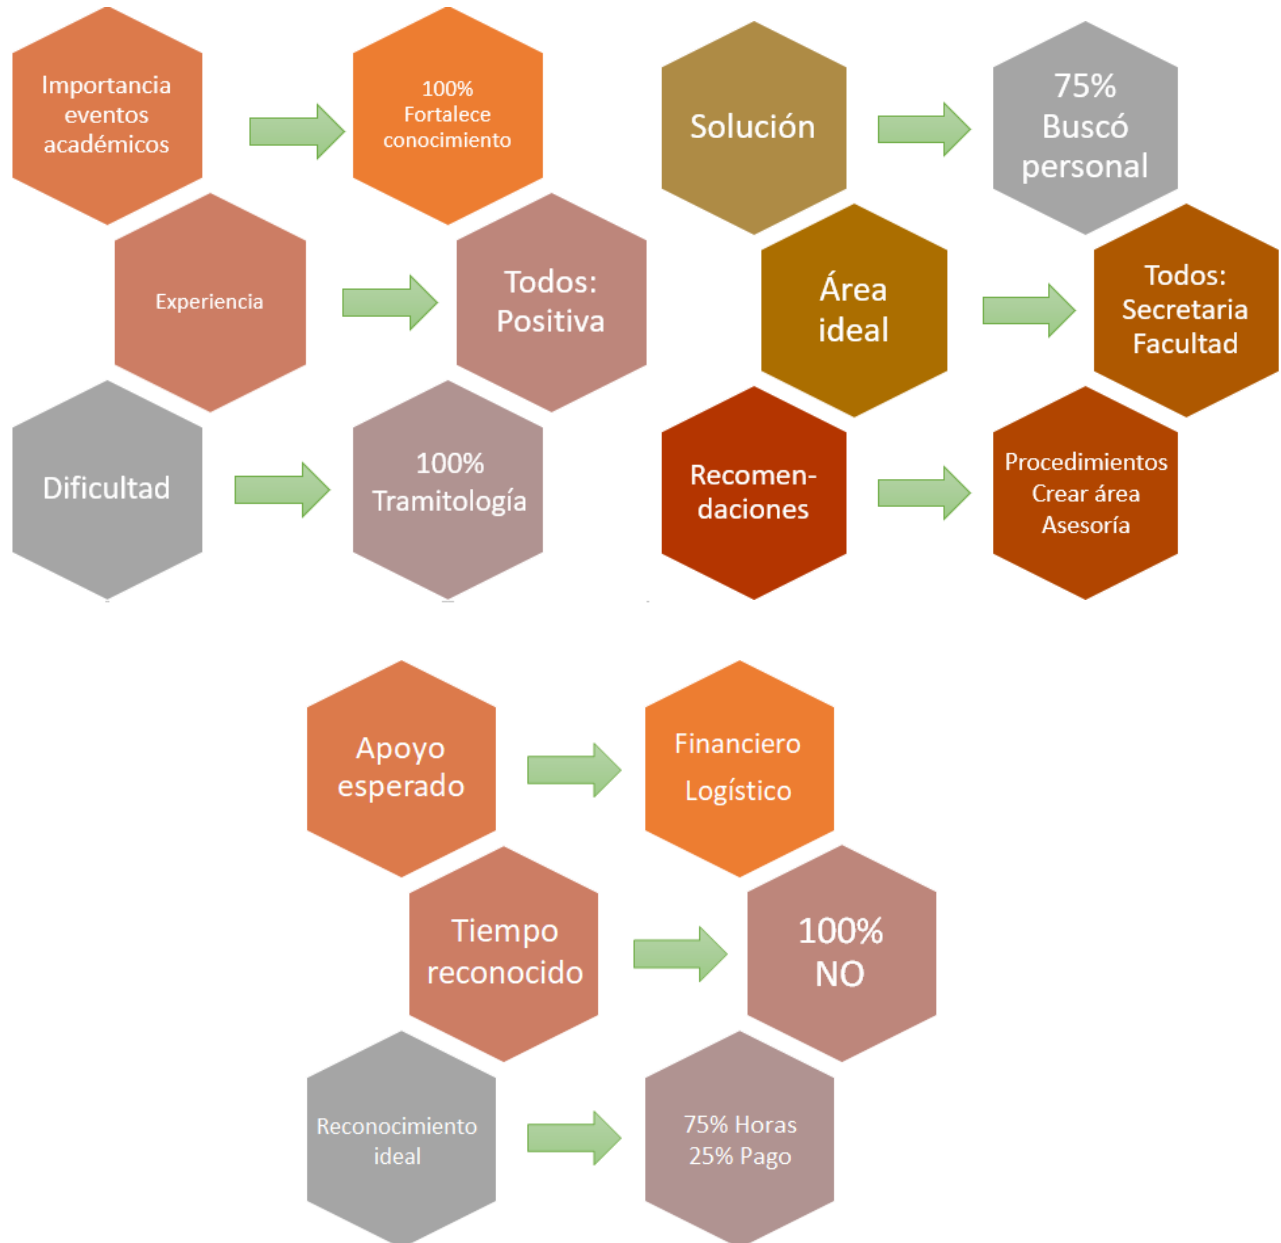 Importancia
eventos
académicos
100%
Fortalece
conocimiento
Experiencia
Todos:
Positiva
Dificultad
100%
Tramitología
Solución
75%
Buscó
personal
Área
ideal
Todos:
Secretaria
Facultad
Recomen-
daciones
Procedimientos
Crear área
Asesoría
Apoyo
esperado
Financiero
Logístico
Tiempo
reconocido
100%
NO
Reconocimiento
ideal
75% Horas
25% Pago